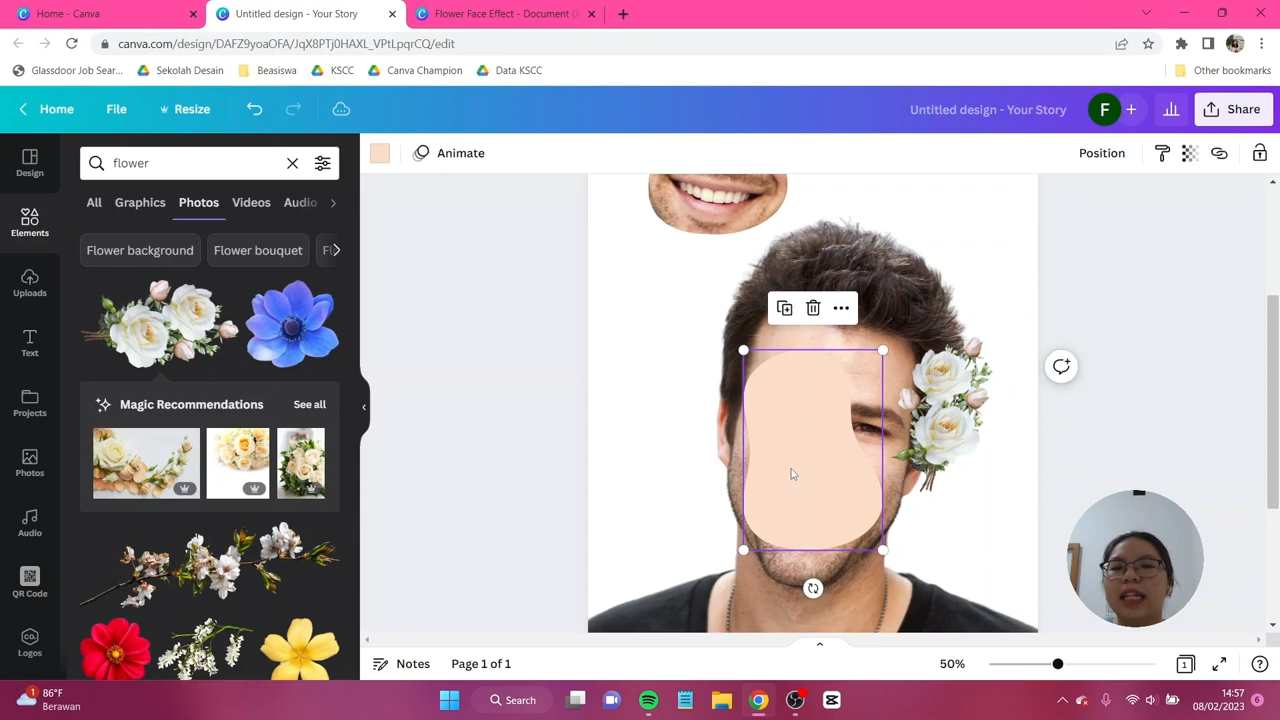 Home - Canva
Untitled design - Your Story
Flower Face Effect - Document (
canva.com/design/DAFZ9yoaOFA/JqX8PTj0HAXL_VPtLpqrCQ/edit
Glassdoor Job Sear...
Sekolah Desain
Beasiswa
KSCC
Canva Champion
Data KSCC
Other bookmarks
Home
File
Resize
Untitled design - Your Story
F
Share
Design
Elements
Uploads
Text
Projects
Photos
Audio
QR Code
Logos
flower
All
Graphics
Photos
Videos
Audio
Flower background
Flower bouquet
Fl
Magic Recommendations
See all
Animate
Position
Notes
Page 1 of 1
50%
1
86°F
Berawan
1
Search
14:57
08/02/2023
6